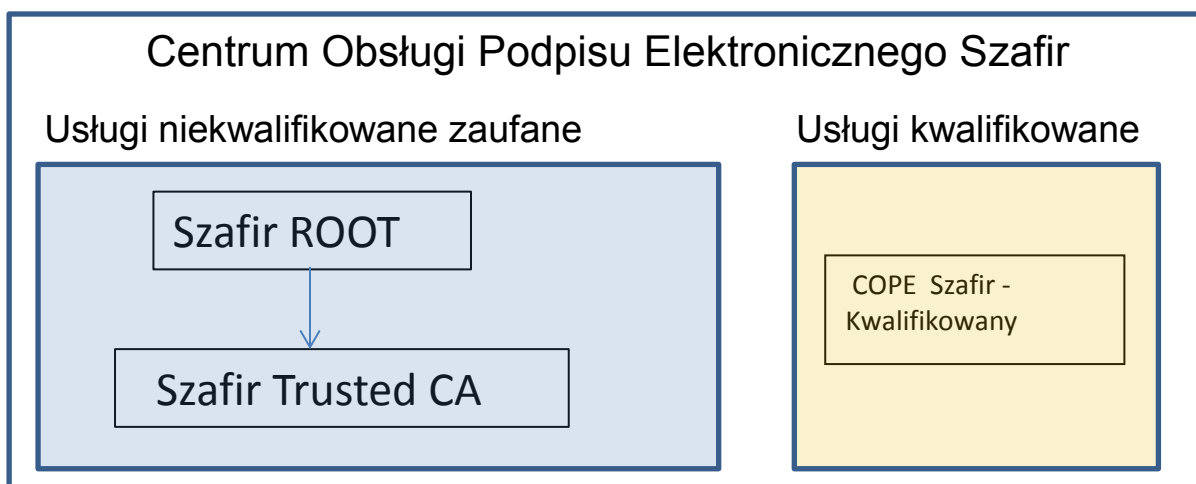 Centrum Obsługi Podpisu Elektronicznego Szafir
Usługi niekwalifikowane zaufane
Usługi kwalifikowane
Szafir ROOT
Szafir Trusted CA
COPE Szafir -
Kwalifikowany